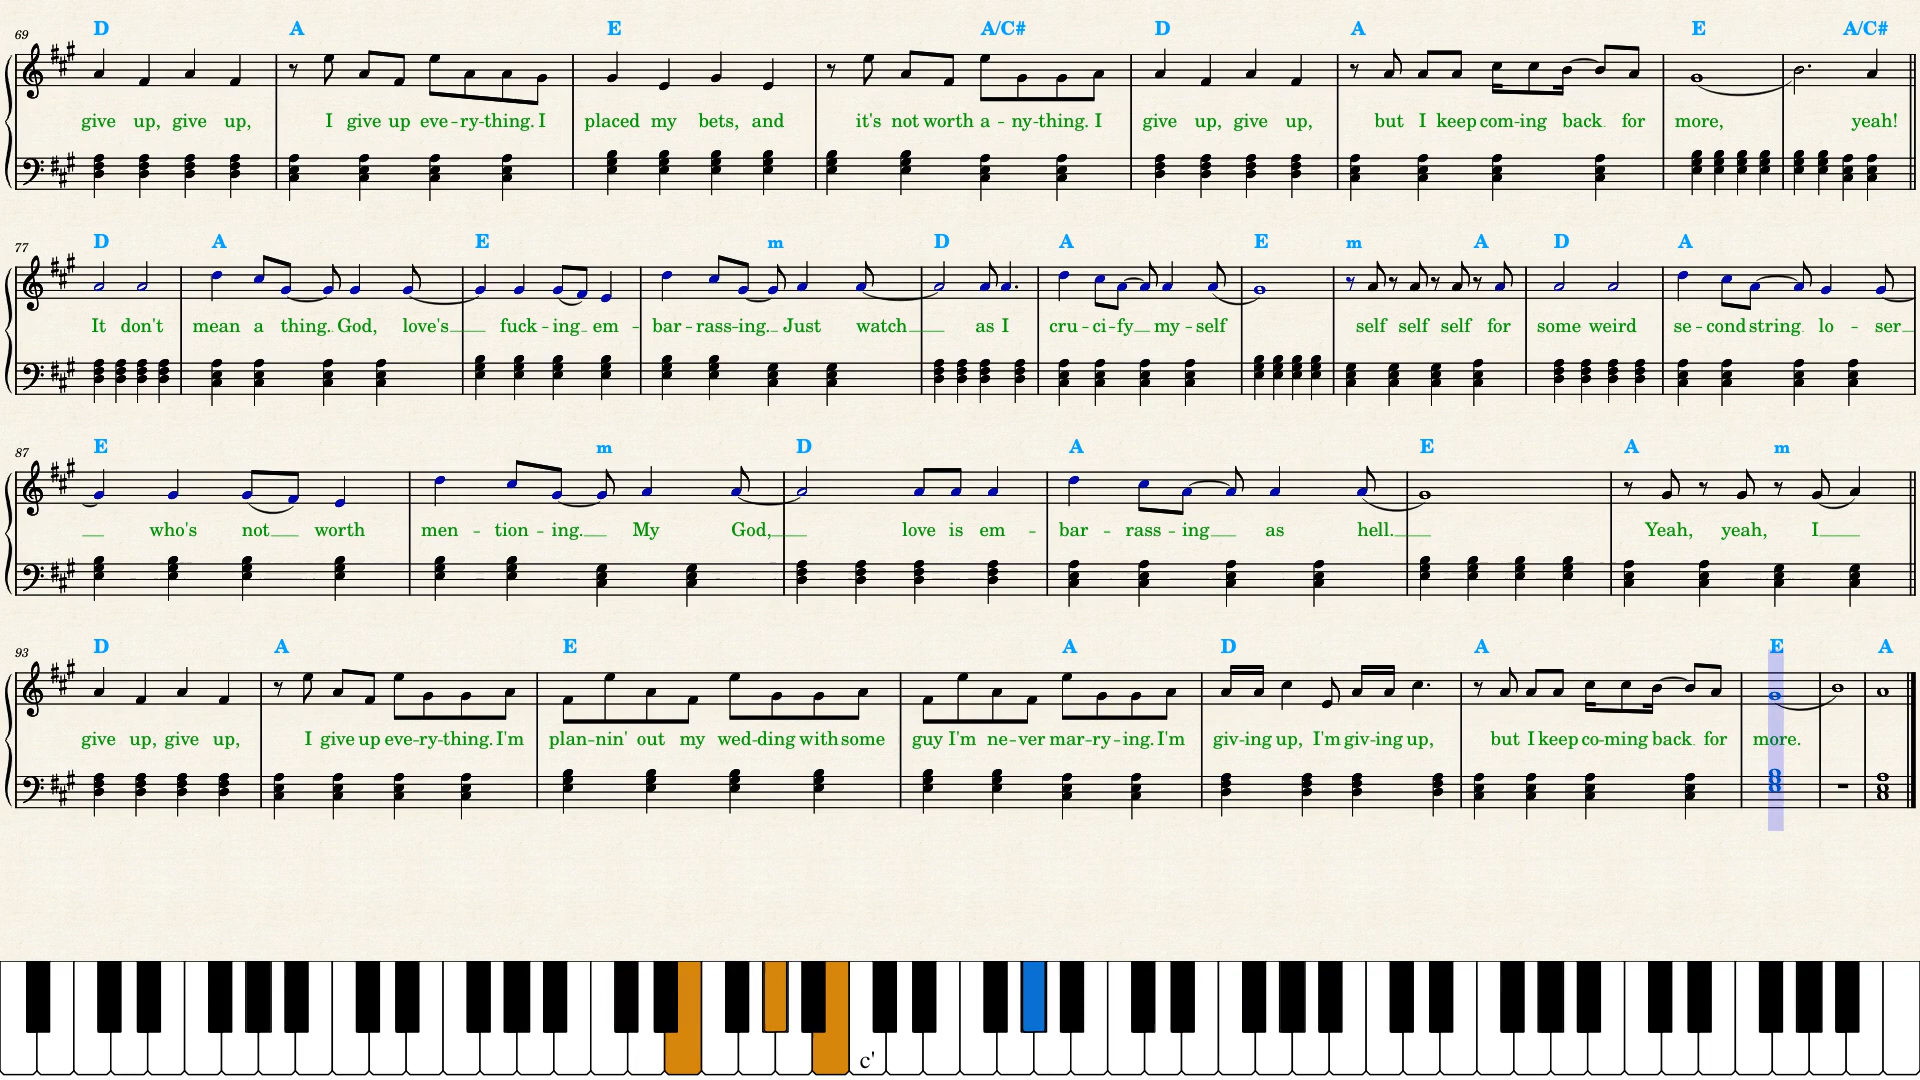 D A E A/C# D A E A/C#
69
give up, give up, I give up eve-ry-thing. I placed my bets, and it's not worth a - ny-thing. I give up, give up, but I keep com-ing back for more, yeah!
D A E m D A E m A D A
77
It don't mean a thing. God, love's fuck - ing em - bar - rass-ing. Just watch as I cru - ci - fy my - self self self self for some weird se - cond string lo - ser
E m D A E A m
87
who's not worth men - tion - ing. My God, love is em - bar - rass - ing as hell. Yeah, yeah, I
D A E A D A E A
93
give up, give up, I give up eve-ry-thing. I'm plan-nin' out my wed-ding with some guy I'm ne-ver mar-ry-ing. I'm giv-ing up, I'm giv-ing up, but I keep co-ming back for more.
c'